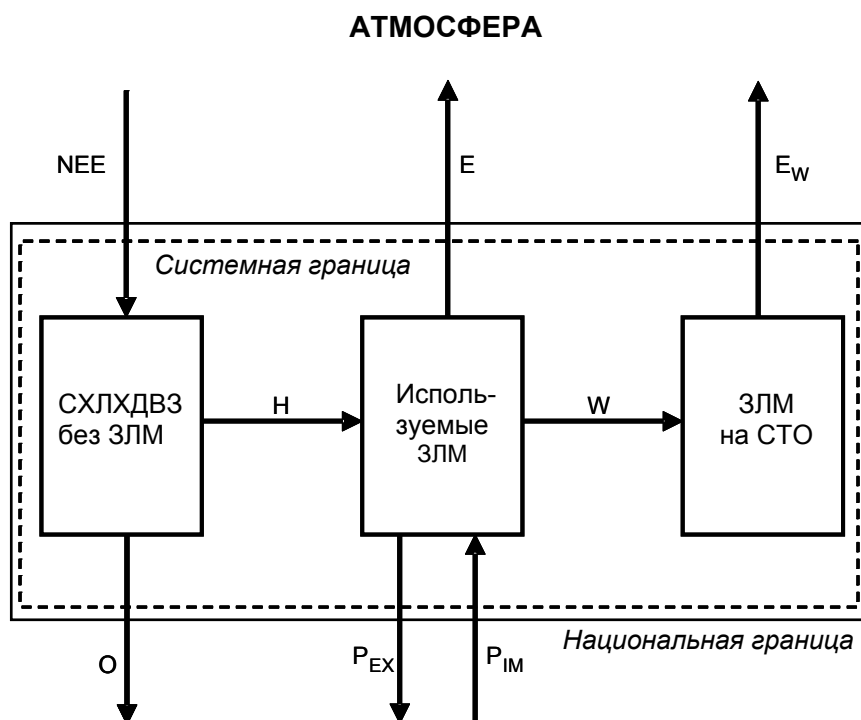 АТМОСФЕРА
NEE
E
E_W
Системная граница
СХЛХДВЗ
без ЗЛМ
H
Исполь-
зуемые
ЗЛМ
W
ЗЛМ
на СТО
Национальная граница
O
P_EX
P_IM